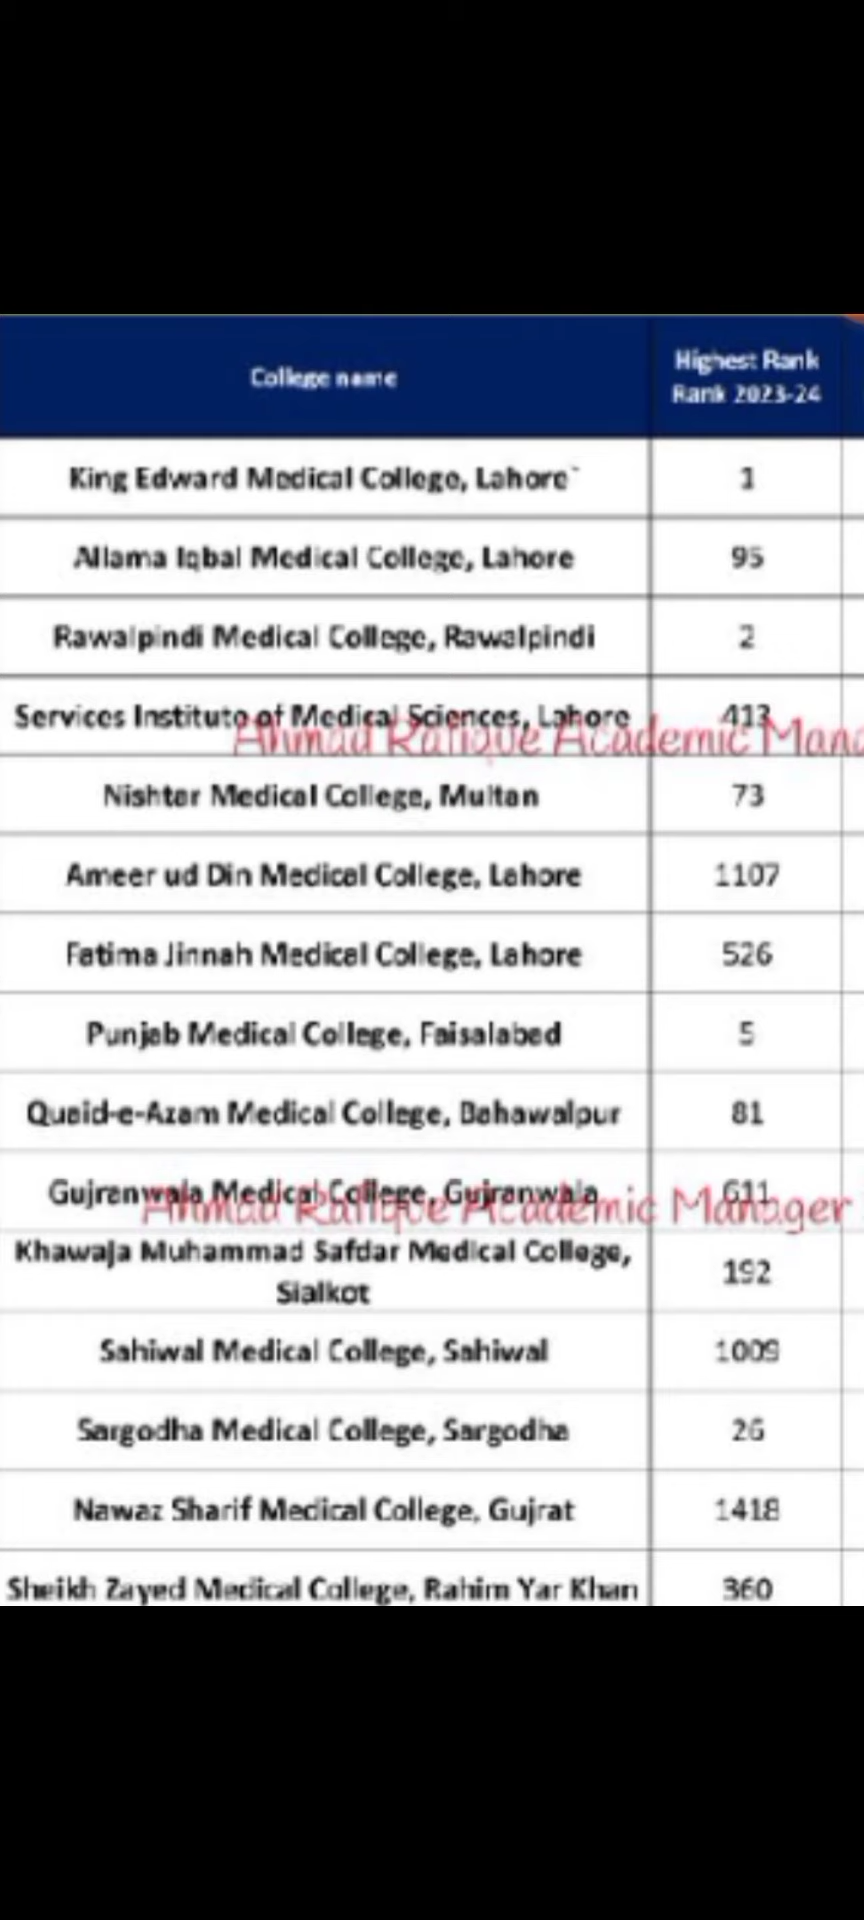 College name
Highest Rank
Rank 2023-24
King Edward Medical College, Lahore`
1
Allama Iqbal Medical College, Lahore
95
Rawalpindi Medical College, Rawalpindi
2
Services Institute of Medical Sciences, Lahore
413
Ahmad Rafique Academic Mana
Nishter Medical College, Multan
73
Ameer ud Din Medical College, Lahore
1107
Fatima Jinnah Medical College, Lahore
526
Punjab Medical College, Faisalabad
5
Quaid-e-Azam Medical College, Bahawalpur
81
Gujranwala Medical College, Gujranwala
611
Ahmad Rafique Academic Manager
Khawaja Muhammad Safdar Medical College,
Sialkot
192
Sahiwal Medical College, Sahiwal
1009
Sargodha Medical College, Sargodha
26
Nawaz Sharif Medical College, Gujrat
1418
Sheikh Zayed Medical College, Rahim Yar Khan
360